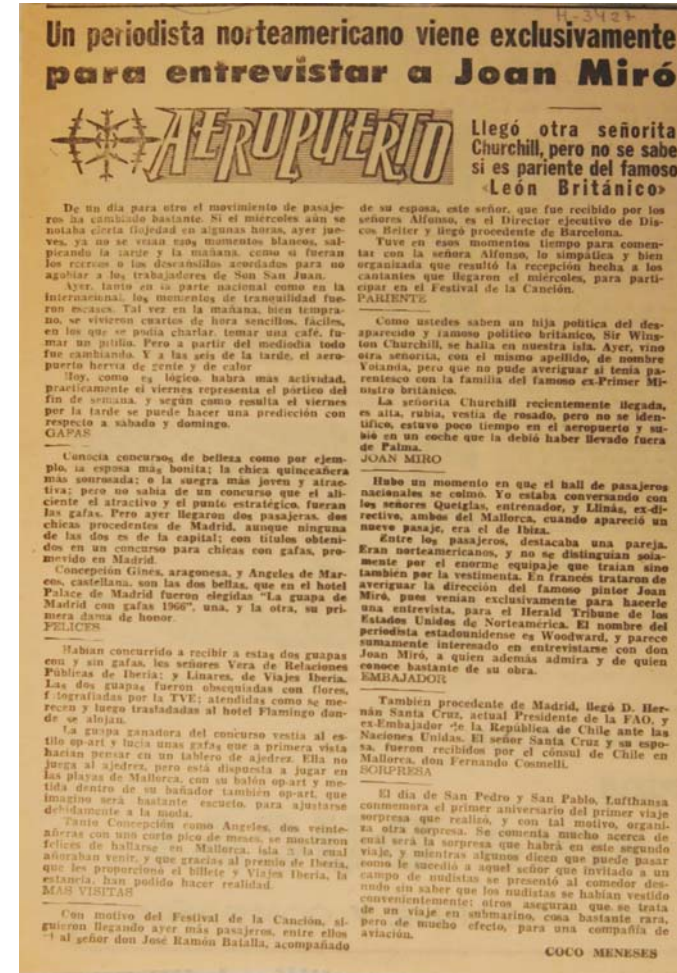 H-3427
Un periodista norteamericano viene exclusivamente
para entrevistar a Joan Miró
AEROPUERTO
Llegó otra señorita
Churchill, pero no se sabe
si es pariente del famoso
«León Británico»
De un día para otro el movimiento de pasaje-
ros ha cambiado bastante. Si el miércoles aún se
notaba cierta flojedad en algunas horas, ayer jue-
ves, ya no se veían esos momentos blancos, sal-
picando la tarde y la mañana, como si fueran
los recreos o los descansillos acordados para no
agobiar a los trabajadores de Son San Juan.
Ayer, tanto en la parte nacional como en la
internacional, los momentos de tranquilidad fue-
ron escasos. Tal vez en la mañana, bien tempra-
no, se vivieron cuartos de hora sencillos, fáciles,
en los que se podía charlar, tomar una café, fu-
mar un pitillo. Pero a partir del mediodía todo
fue cambiando. Y a las seis de la tarde, el aero-
puerto hervía de gente y de calor
Hoy, como es lógico, habrá más actividad,
prácticamente el viernes representa el pórtico del
fin de semana, y según como resulta el viernes
por la tarde se puede hacer una predicción con
respecto a sábado y domingo.
GAFAS
Conocía concursos de belleza como por ejem-
plo, la esposa más bonita; la chica quinceañera
más sonrosada; o la suegra más joven y atrac-
tiva; pero no sabía de un concurso que el ali-
ciente el atractivo y el punto estratégico, fueran
las gafas. Pero ayer llegaron dos pasajeras, dos
chicas procedentes de Madrid, aunque ninguna
de las dos es de la capital; con títulos obteni-
dos en un concurso para chicas con gafas, pro-
movido en Madrid.
Concepción Gines, aragonesa, y Angeles de Mar-
cos, castellana, son las dos bellas, que en el hotel
Palace de Madrid fueron elegidas "La guapa de
Madrid con gafas 1966", una, y la otra, su pri-
mera dama de honor.
FELICES
Habían concurrido a recibir a estas dos guapas
con y sin gafas, les señores Vera de Relaciones
Públicas de Iberia; y Linares, de Viajes Iberia.
Las dos guapas fueron obsequiadas con flores,
f tografiadas por la TVE; atendidas como se me-
recen y luego trasladadas al hotel Flamingo don-
de se alojan.
La guapa ganadora del concurso vestía al es-
tilo op-art y lucía unas gafas que a primera vista
hacían pensar en un tablero de ajedrez. Ella no
juega al ajedrez, pero está dispuesta a jugar en
las playas de Mallorca, con su balón op-art y me-
tida dentro de su bañador también op-art, que
imagino será bastante escueto, para ajustarse
debidamente a la moda.
Tanto Concepción como Angeles, dos veinte-
añeras con uno corto pico de meses, se mostraron
felices de hallarse en Mallorca, isla a la cual
añoraban venir, y que gracias al premio de Iberia,
que les proporcionó el billete y Viajes Iberia, la
estancia, han podido hacer realidad.
MAS VISITAS
Con motivo del Festival de la Canción, si-
guieron llegando ayer más pasajeros, entre ellos
al señor don José Ramón Batalla, acompañado
de su esposa, este señor, que fue recibido por los
señores Alfonso, es el Director ejecutivo de Dis-
cos Belter y llegó procedente de Barcelona.
Tuve en esos momentos tiempo para comen-
tar con la señora Alfonso, lo simpática y bien
organizada que resultó la recepción hecha a los
cantantes que llegaron el miércoles, para parti-
cipar en el Festival de la Canción.
PARIENTE
Como ustedes saben un hija política del des-
aparecido y famoso político británico, Sir Wins-
ton Churchill, se halla en nuestra isla. Ayer, vino
otra señorita, con el mismo apellido, de nombre
Yolanda, pero que no pude averiguar si tenía pa-
rentesco con la familia del famoso ex-Primer Mi-
nistro británico.
La señorita Churchill recientemente llegada,
es alta, rubia, vestía de rosado, pero no se iden-
tificó, estuvo poco tiempo en el aeropuerto y su-
bió en un coche que la debió haber llevado fuera
de Palma.
JOAN MIRO
Hubo un momento en que el hall de pasajeros
nacionales se colmó. Yo estaba conversando con
los señores Quetglas, entrenador, y Llinás, ex-di-
rectivo, ambos del Mallorca, cuando apareció un
nuevo pasaje, era el de Ibiza.
Entre los pasajeros, destacaba una pareja.
Eran norteamericanos, y no se distinguían sola-
mente por el enorme equipaje que traían sino
también por la vestimenta. En francés trataron de
averiguar la dirección del famoso pintor Joan
Miró, pues venían exclusivamente para hacerle
una entrevista, para el Herald Tribune de los
Estados Unidos de Norteamérica. El nombre del
periodista estadounidense es Woodward, y parece
sumamente interesado en entrevistarse con don
Joan Miró, a quien además admira y de quien
conoce bastante de su obra.
EMBAJADOR
También procedente de Madrid, llegó D. Her-
nán Santa Cruz, actual Presidente de la FAO, y
ex-Embajador de la República de Chile ante las
Naciones Unidas. El señor Santa Cruz y su espo-
sa, fueron recibidos por el cónsul de Chile en
Mallorca, don Fernando Cosmelli.
SORPRESA
El día de San Pedro y San Pablo, Lufthansa
conmemora el primer aniversario del primer viaje
sorpresa que realizó, y con tal motivo, organi-
za otra sorpresa. Se comenta mucho acerca de
cuál será la sorpresa que habrá en este segundo
viaje, y mientras algunos dicen que puede pasar
como le sucedió a aquel señor que invitado a un
campo de nudistas se presentó al comedor des-
nudo sin saber que los nudistas se habían vestido
convenientemente; otros aseguran que se trata
de un viaje en submarino, cosa bastante rara,
pero de mucho efecto, para una compañía de
aviación.
COCO MENESES